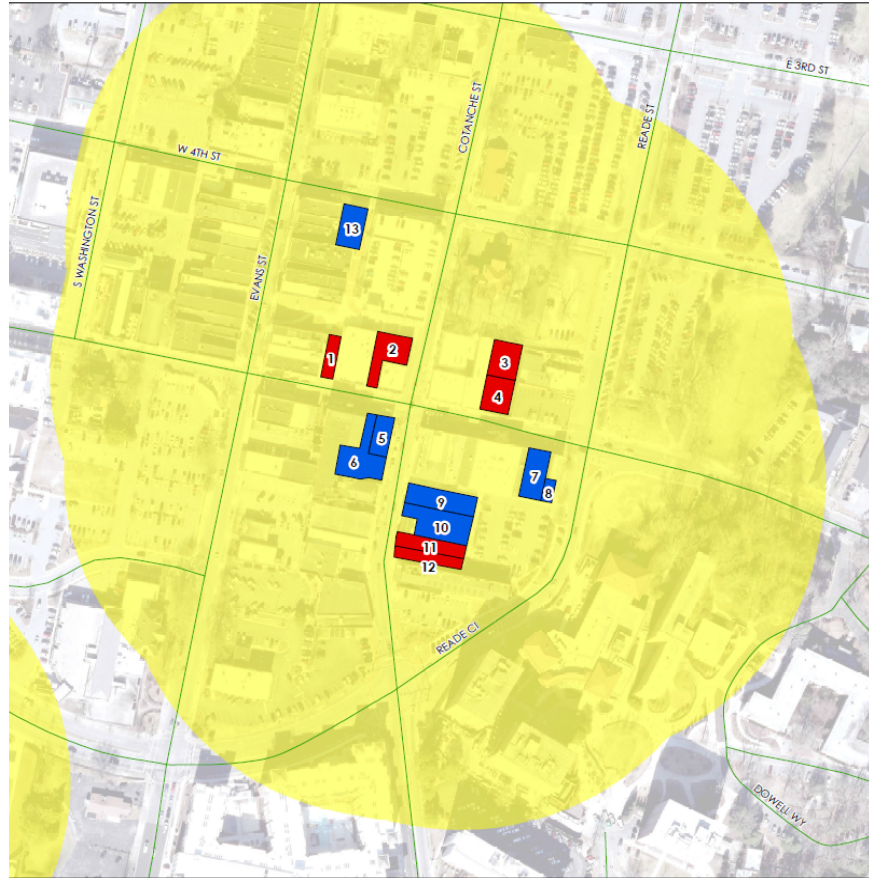 E 3RD ST
COTANCHE ST
READE ST
W 4TH ST
S WASHINGTON ST
13
EVANS ST
1
2
3
4
5
6
7
8
9
10
11
12
READE CI
DOWELL WY